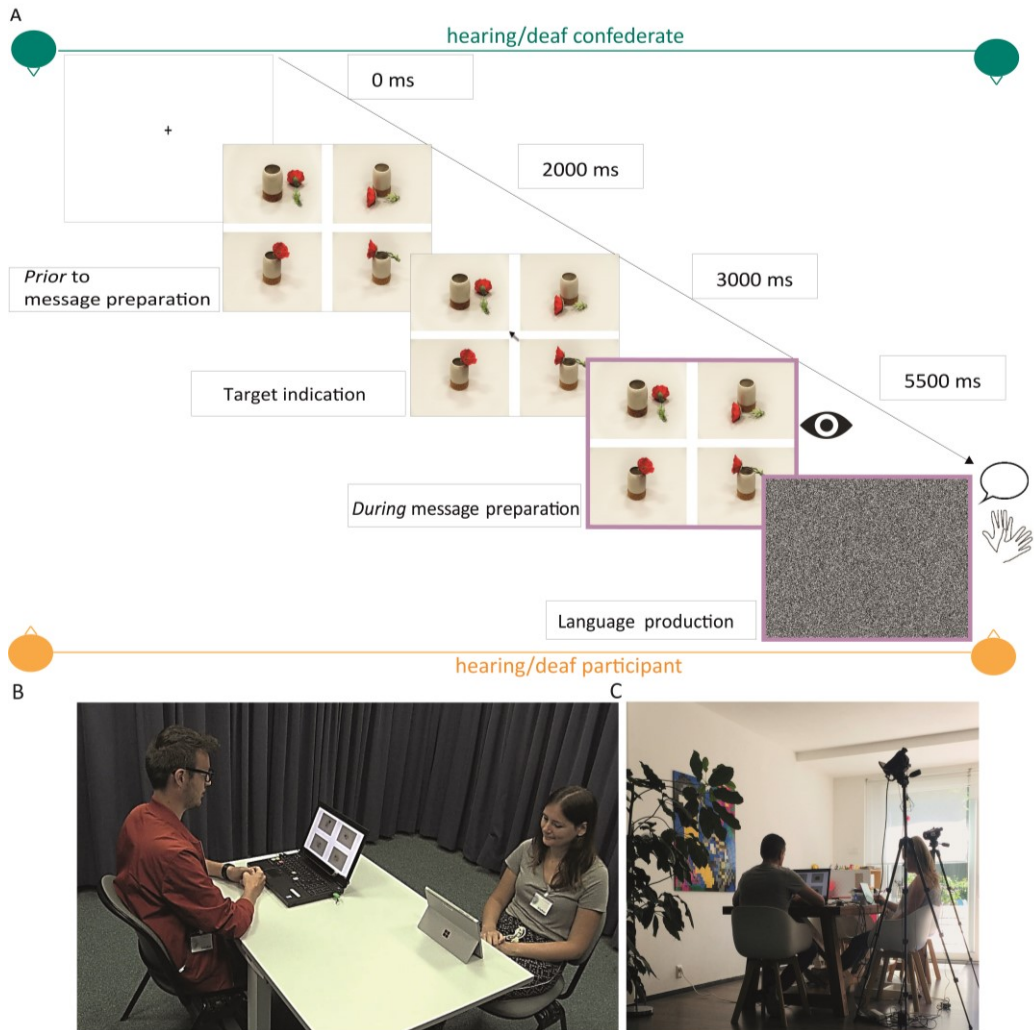 A
hearing/deaf confederate
0 ms
2000 ms
3000 ms
Prior to
message preparation
Target indication
5500 ms
During message preparation
Language production
hearing/deaf participant
B
C